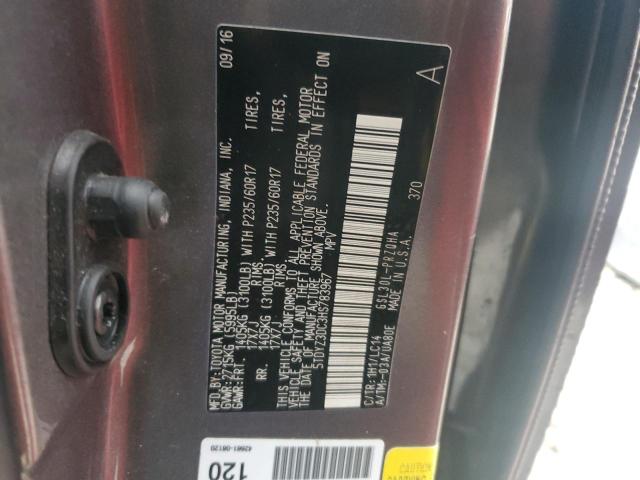 MFD.BY:TOYOTA MOTOR MANUFACTURING, INDIANA, INC. 09/16
GVWR:2715KG (5995LB)
GAWR:FRT. 1405KG (3100LB) WITH P235/60R17 TIRES,
17X7J RIMS.
RR. 1405KG (3100LB) WITH P235/60R17 TIRES,
17X7J RIMS.
THIS VEHICLE CONFORMS TO ALL APPLICABLE FEDERAL MOTOR
VEHICLE SAFETY AND THEFT PREVENTION STANDARDS IN EFFECT ON
THE DATE OF MANUFACTURE SHOWN ABOVE.
MPV
C/TR:1H1/LC14 GSL30L-PRZQHA
A/TM:-03A/UA80E MADE IN U.S.A.
370
A
120
CAUTION